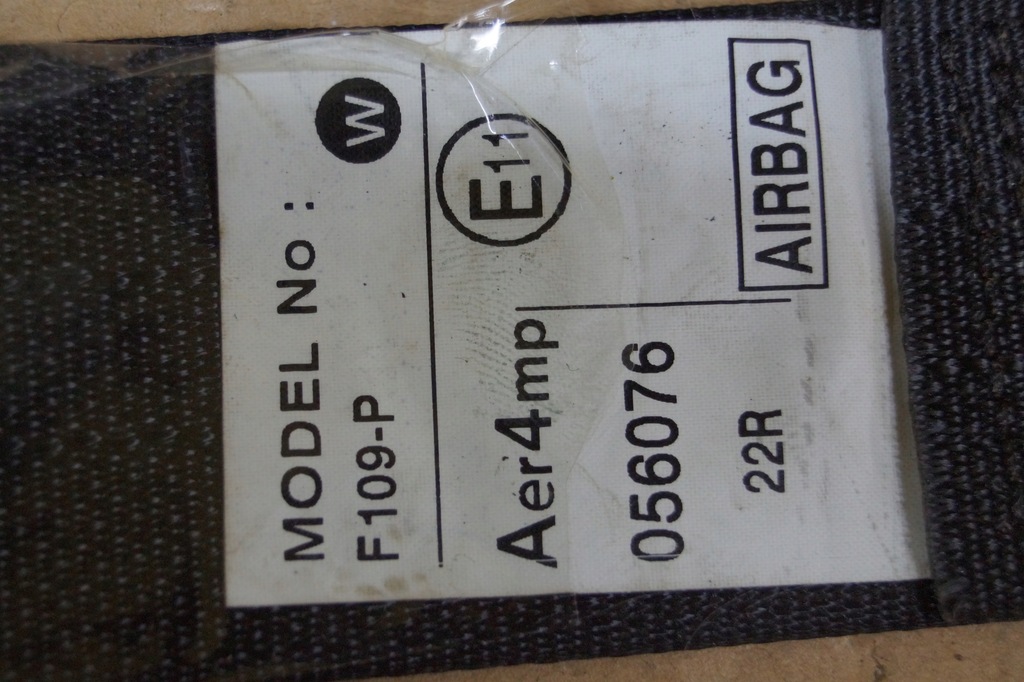 MODEL No :
F109-P
W
Aer4mp
E11
056076
22R
AIRBAG